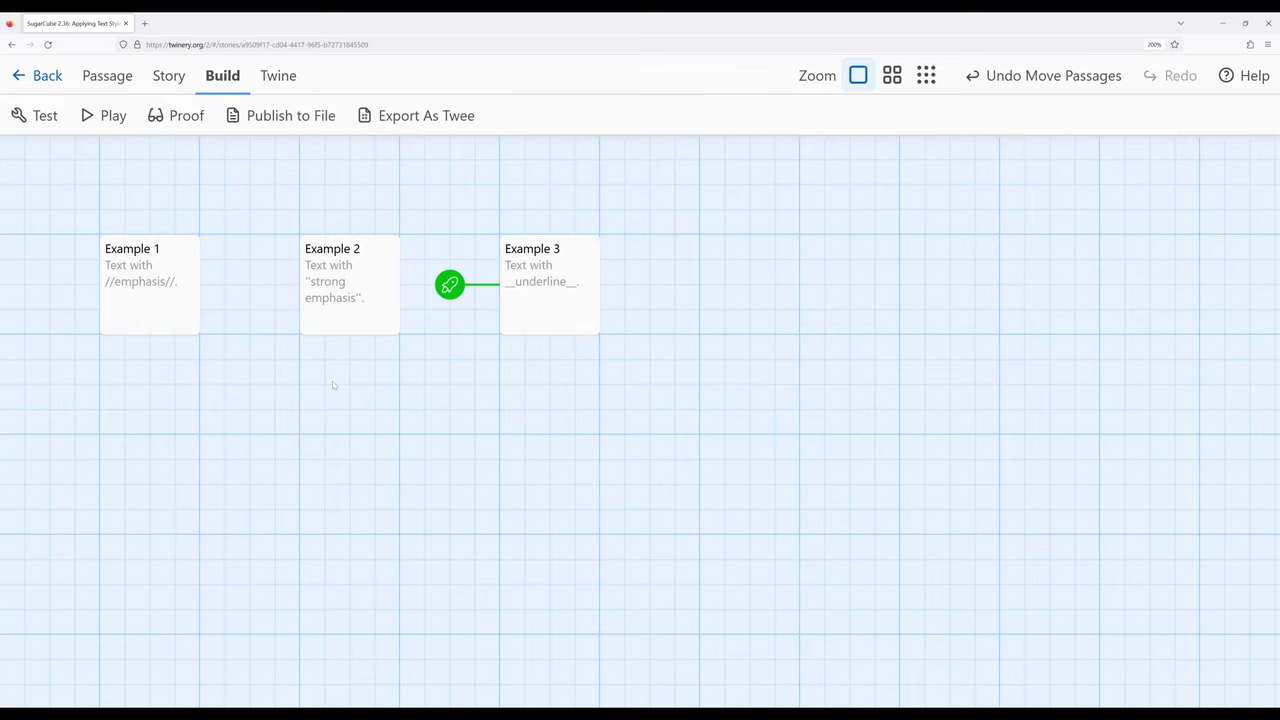 SugarCube 2.36: Applying Text Styl
https://twinery.org/2/#/stories/a9509f17-cd04-4417-96f5-b72731845509
200%
Back Passage Story Build Twine Zoom Undo Move Passages Redo Help
Test Play Proof Publish to File Export As Twee
Example 1
Text with
//emphasis//.
Example 2
Text with
''strong
emphasis''.
Example 3
Text with
__underline__.